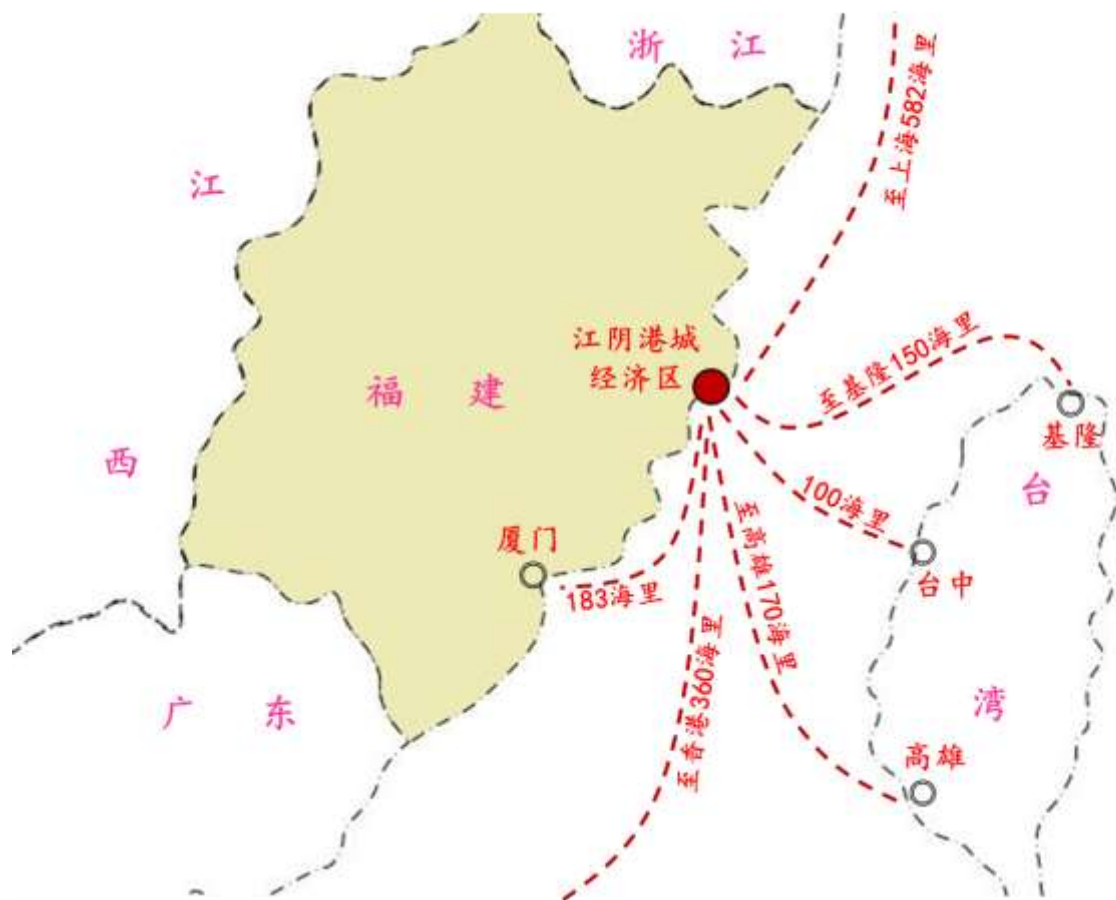 浙 江
至上海582海里
江
江阴港城
经济区
至基隆150海里
福 建
基隆
西
台
100海里
厦门
至高雄170海里
台中
183海里
至香港360海里
广 东
湾
高雄